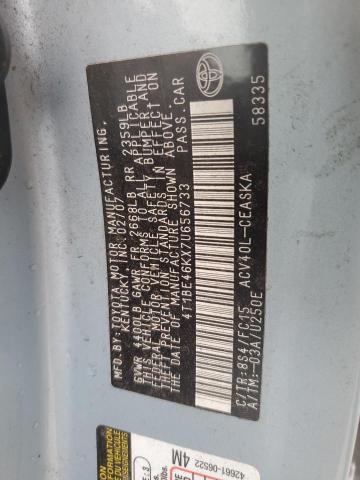 MFD.BY: TOYOTA MOTOR MANUFACTURING,
KENTUCKY, INC. 02/07
GVWR 4400LB GAWR FR 2668LB RR 2359LB
THIS VEHICLE CONFORMS TO ALL APPLICABLE
FEDERAL MOTOR VEHICLE SAFETY, BUMPER, AND
THEFT PREVENTION STANDARDS IN EFFECT ON THE
DATE OF MANUFACTURE SHOWN ABOVE.
4T1BE46KX7U656733 PASS.CAR
C/TR:8S4/FC15 ACV40L-CEASKA
A/TM:-03A/U250E 58335
TOYOTA
42661-06522
4M
FORMATION